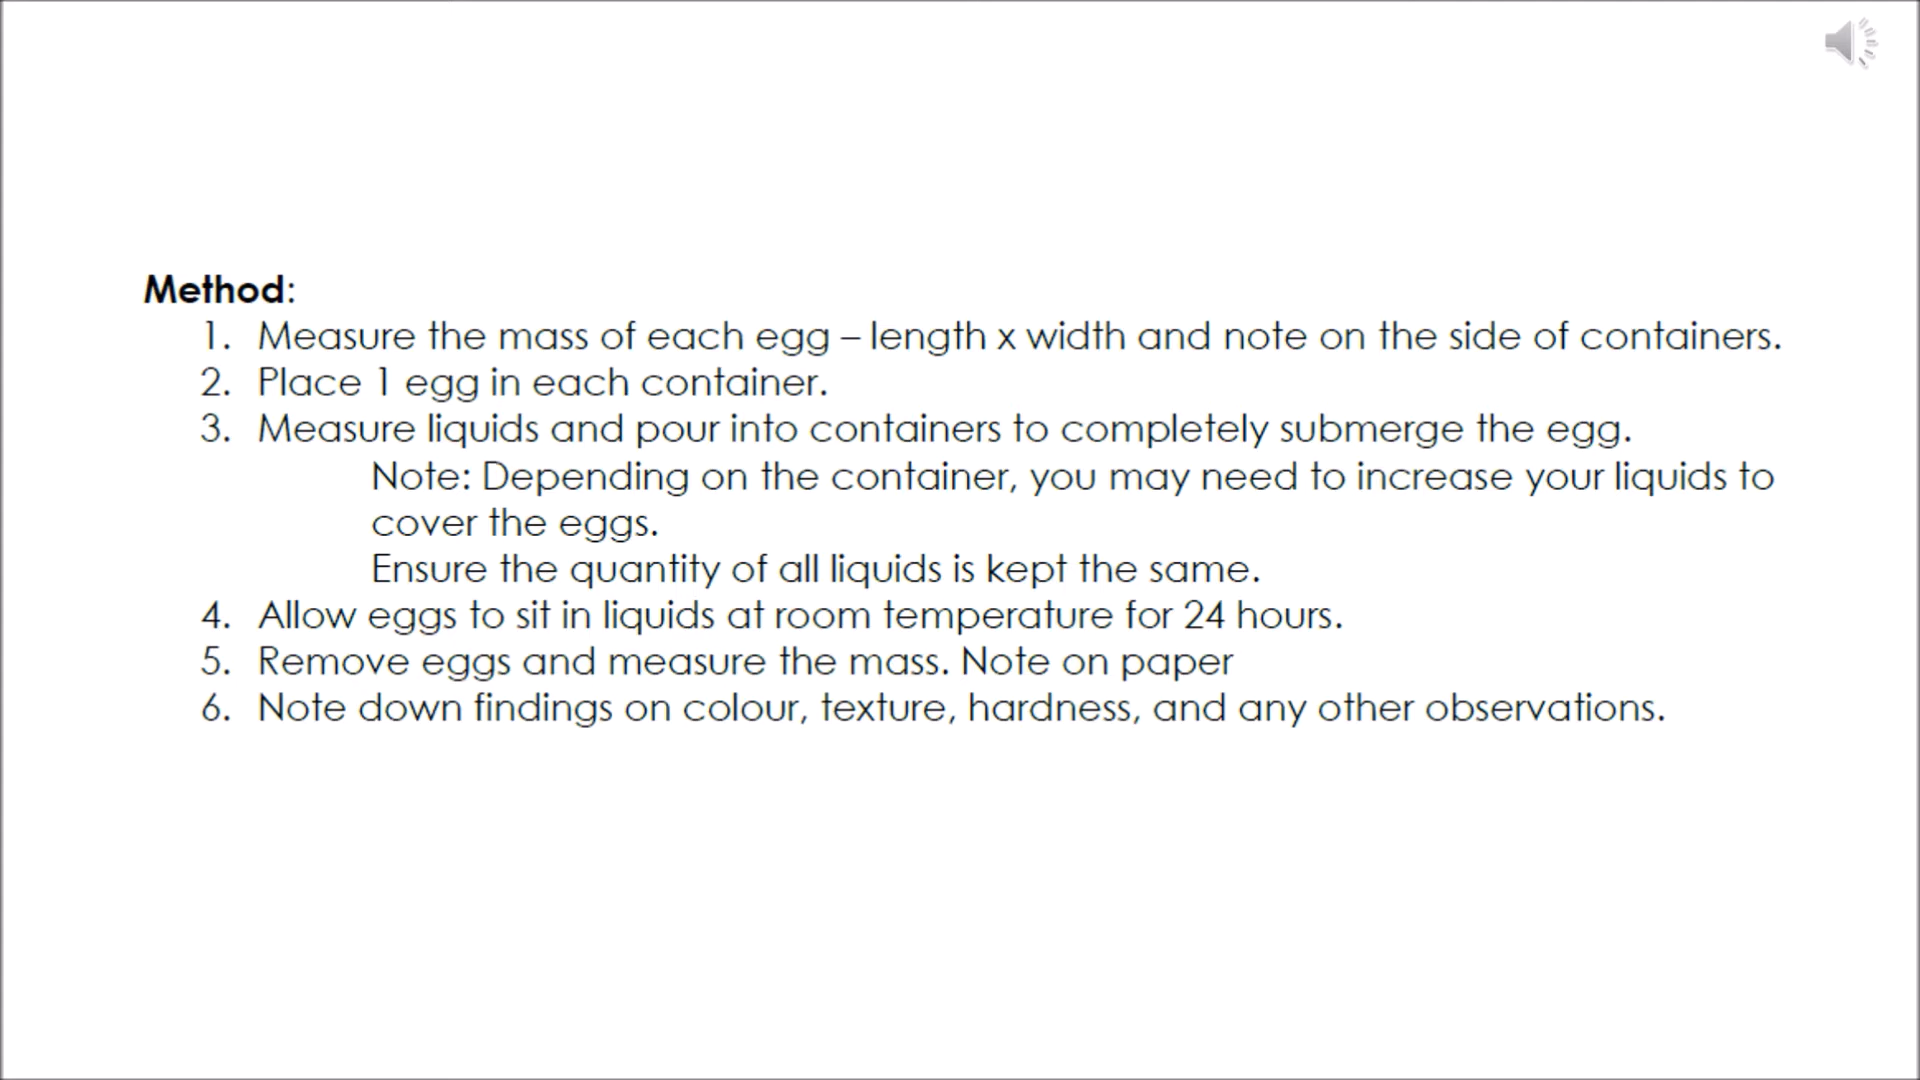 Method:
1. Measure the mass of each egg – length x width and note on the side of containers.
2. Place 1 egg in each container.
3. Measure liquids and pour into containers to completely submerge the egg.
Note: Depending on the container, you may need to increase your liquids to
cover the eggs.
Ensure the quantity of all liquids is kept the same.
4. Allow eggs to sit in liquids at room temperature for 24 hours.
5. Remove eggs and measure the mass. Note on paper
6. Note down findings on colour, texture, hardness, and any other observations.